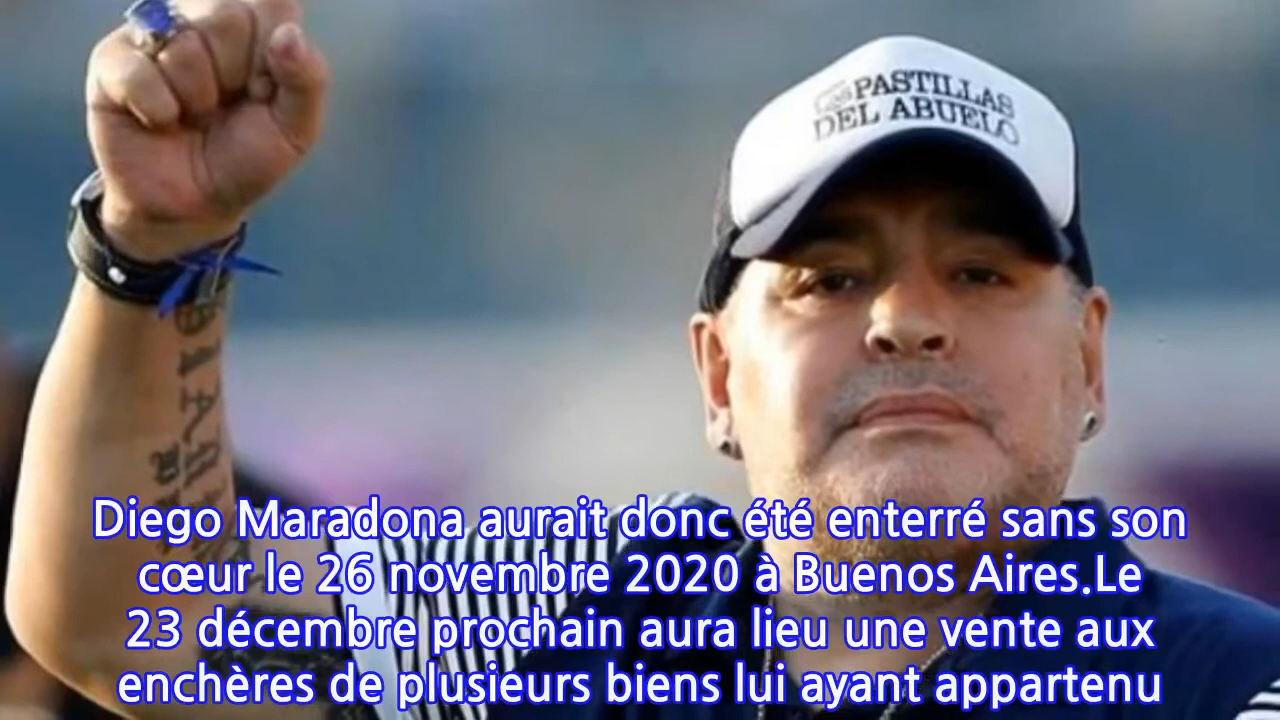 LAS PASTILLAS
DEL ABUELO
Diego Maradona aurait donc été enterré sans son
cœur le 26 novembre 2020 à Buenos Aires.Le
23 décembre prochain aura lieu une vente aux
enchères de plusieurs biens lui ayant appartenu